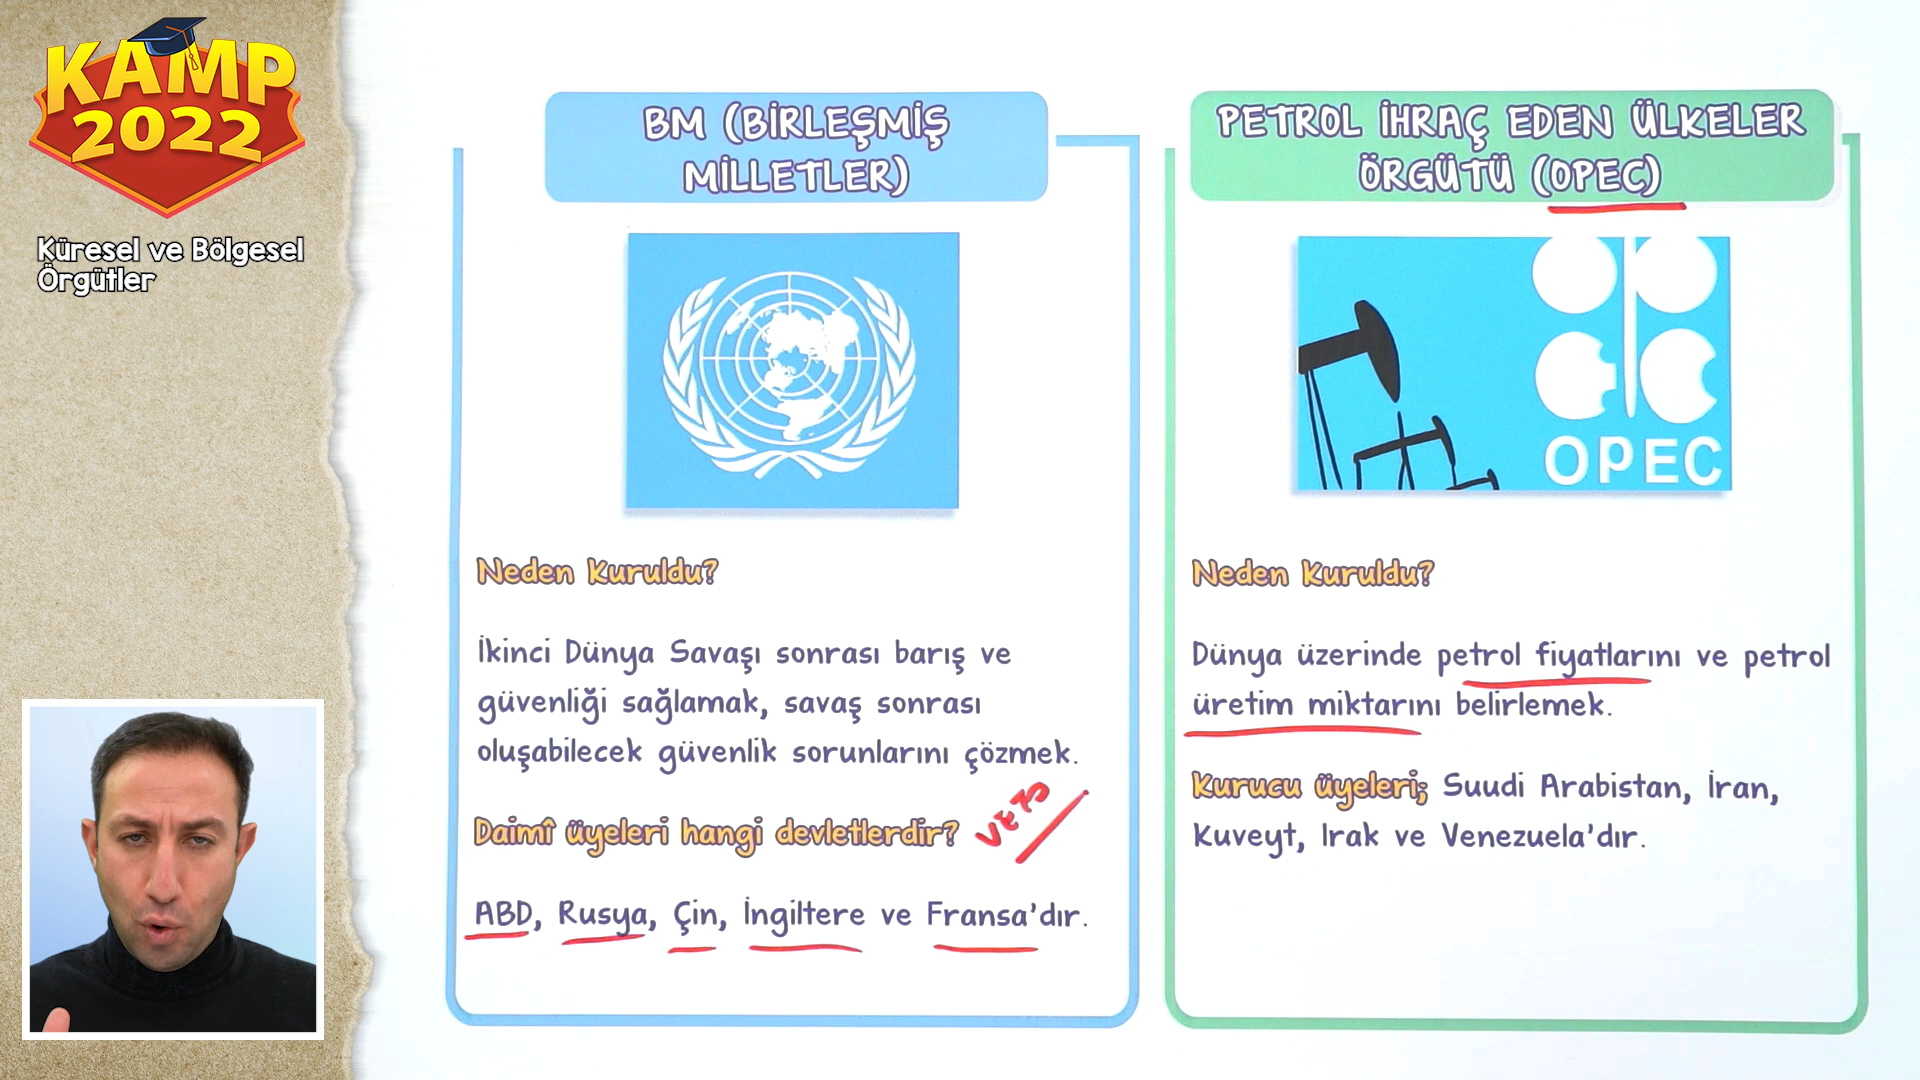 KAMP
2022
Küresel ve Bölgesel
Örgütler
BM (BİRLEŞMİŞ
MİLLETLER)
Neden Kuruldu?
İkinci Dünya Savaşı sonrası barış ve
güvenliği sağlamak, savaş sonrası
oluşabilecek güvenlik sorunlarını çözmek.
Daimî üyeleri hangi devletlerdir?
ABD, Rusya, Çin, İngiltere ve Fransa'dır.
PETROL İHRAÇ EDEN ÜLKELER
ÖRGÜTÜ (OPEC)
OPEC
Neden Kuruldu?
Dünya üzerinde petrol fiyatlarını ve petrol
üretim miktarını belirlemek.
Kurucu üyeleri; Suudi Arabistan, İran,
Kuveyt, Irak ve Venezuela'dır.